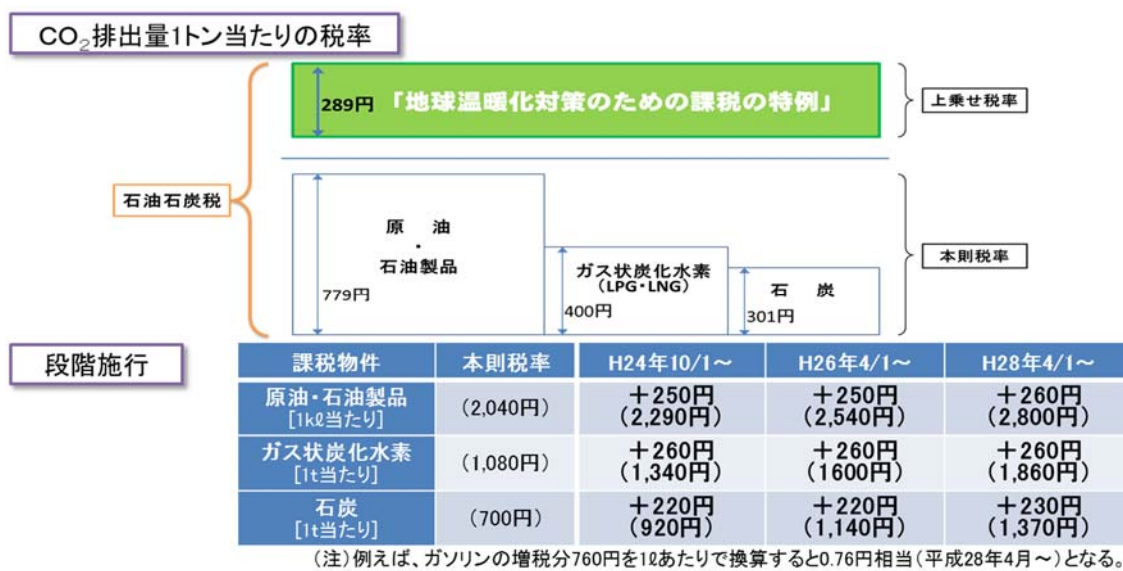 CO₂排出量1トン当たりの税率
289円 「地球温暖化対策のための課税の特例」
上乗せ税率
石油石炭税
原　油
・
石油製品
779円
ガス状炭化水素
(LPG・LNG)
400円
石　炭
301円
本則税率
段階施行
課税物件 本則税率 H24年10/1～ H26年4/1～ H28年4/1～
原油・石油製品
[1kℓ当たり]
(2,040円)
＋250円
(2,290円)
＋250円
(2,540円)
＋260円
(2,800円)
ガス状炭化水素
[1t当たり]
(1,080円)
＋260円
(1,340円)
＋260円
(1600円)
＋260円
(1,860円)
石炭
[1t当たり]
(700円)
＋220円
(920円)
＋220円
(1,140円)
＋230円
(1,370円)
(注)例えば、ガソリンの増税分760円を1ℓあたりで換算すると0.76円相当(平成28年4月～)となる。